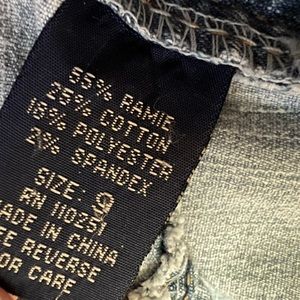 55% RAMIE
25% COTTON
18% POLYESTER
2% SPANDEX
SIZE: 9
RN 110251
MADE IN CHINA
SEE REVERSE
FOR CARE